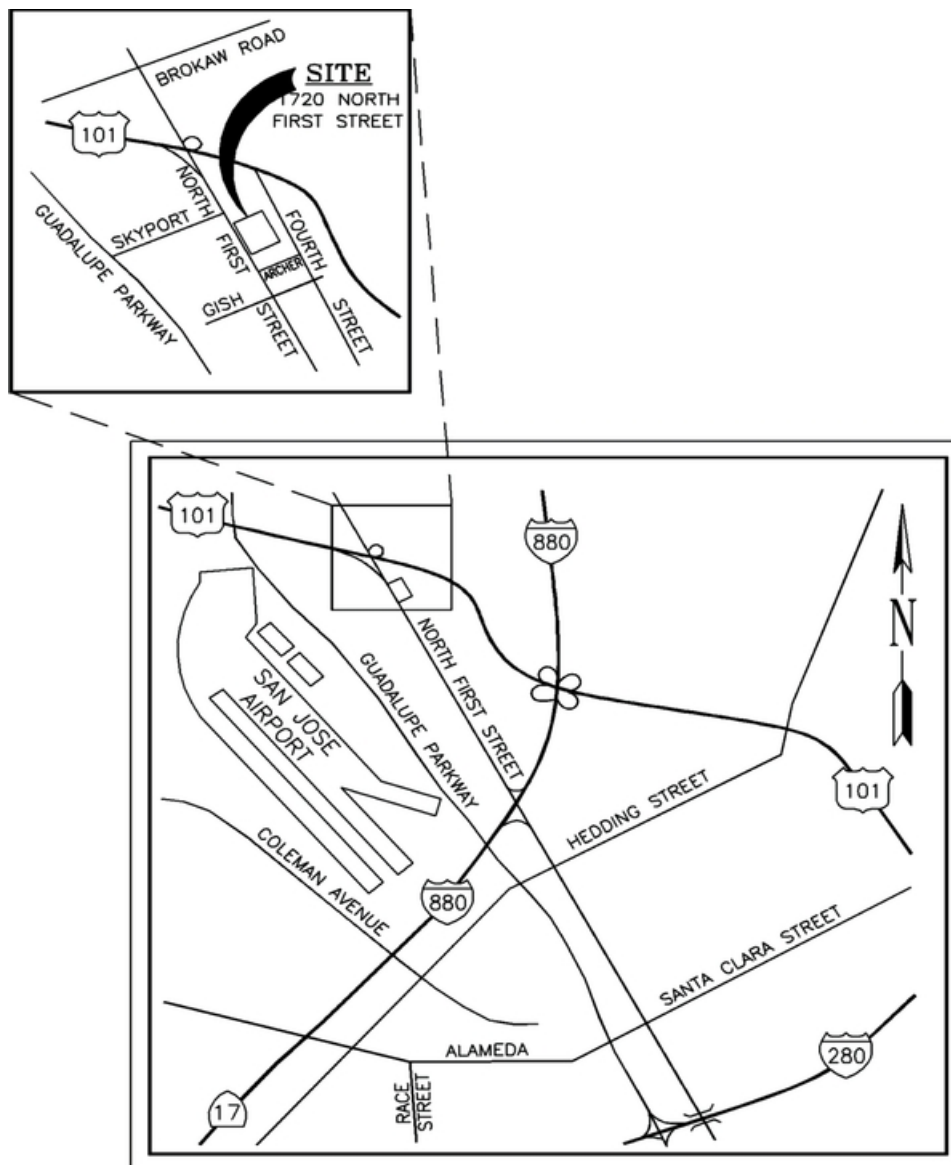 BROKAW ROAD
SITE
1720 NORTH
FIRST STREET
101
NORTH
FIRST
STREET
SKYPORT
GUADALUPE PARKWAY
FOURTH
STREET
ARCHER
GISH
101
880
N
NORTH FIRST STREET
GUADALUPE PARKWAY
SAN JOSE
AIRPORT
COLEMAN AVENUE
HEDDING STREET
101
880
SANTA CLARA STREET
ALAMEDA
RACE
STREET
280
17